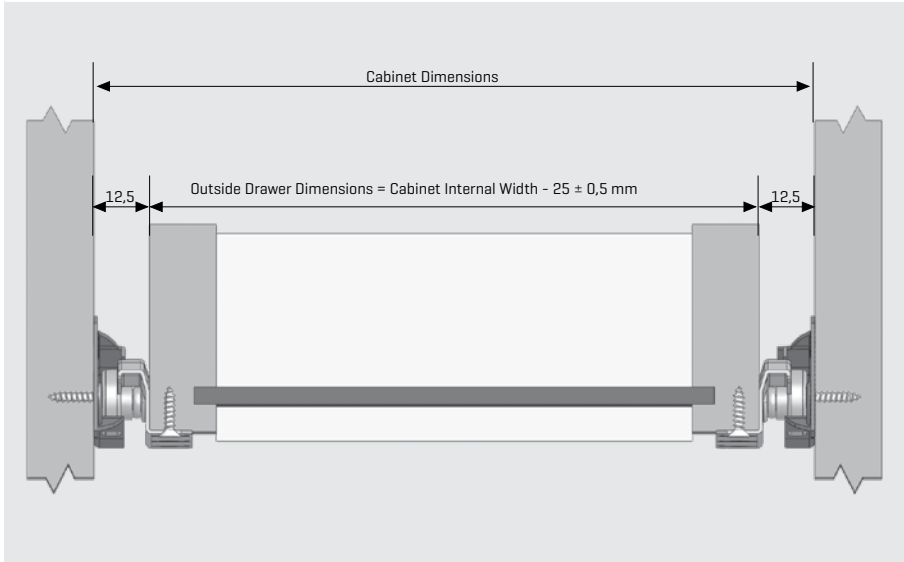 Cabinet Dimensions
Outside Drawer Dimensions = Cabinet Internal Width - 25 ± 0,5 mm
12,5
12,5